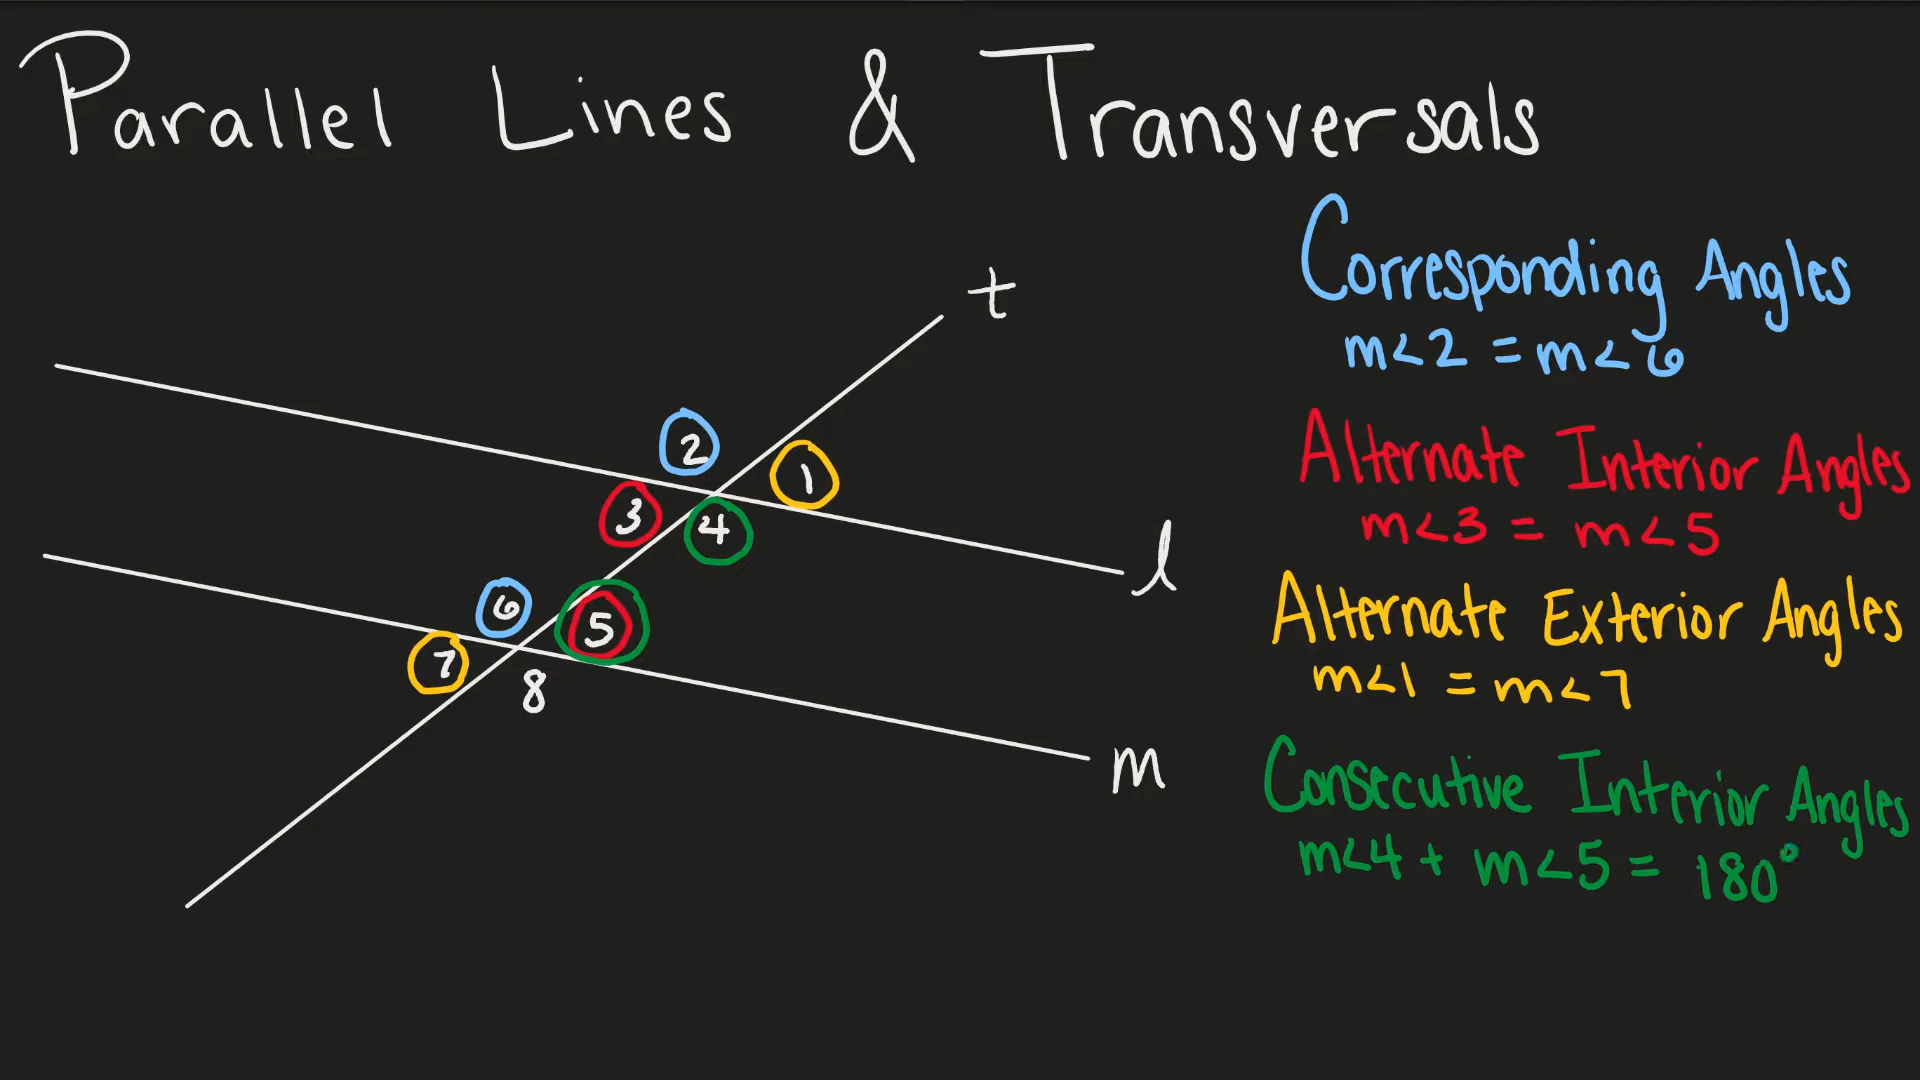 Parallel Lines & Transversals
t
Corresponding Angles
m<2 = m<6
2
1
Alternate Interior Angles
m<3 = m<5
3
4
l
6
5
Alternate Exterior Angles
m<1 = m<7
7
8
m
Consecutive Interior Angles
m<4 + m<5 = 180°